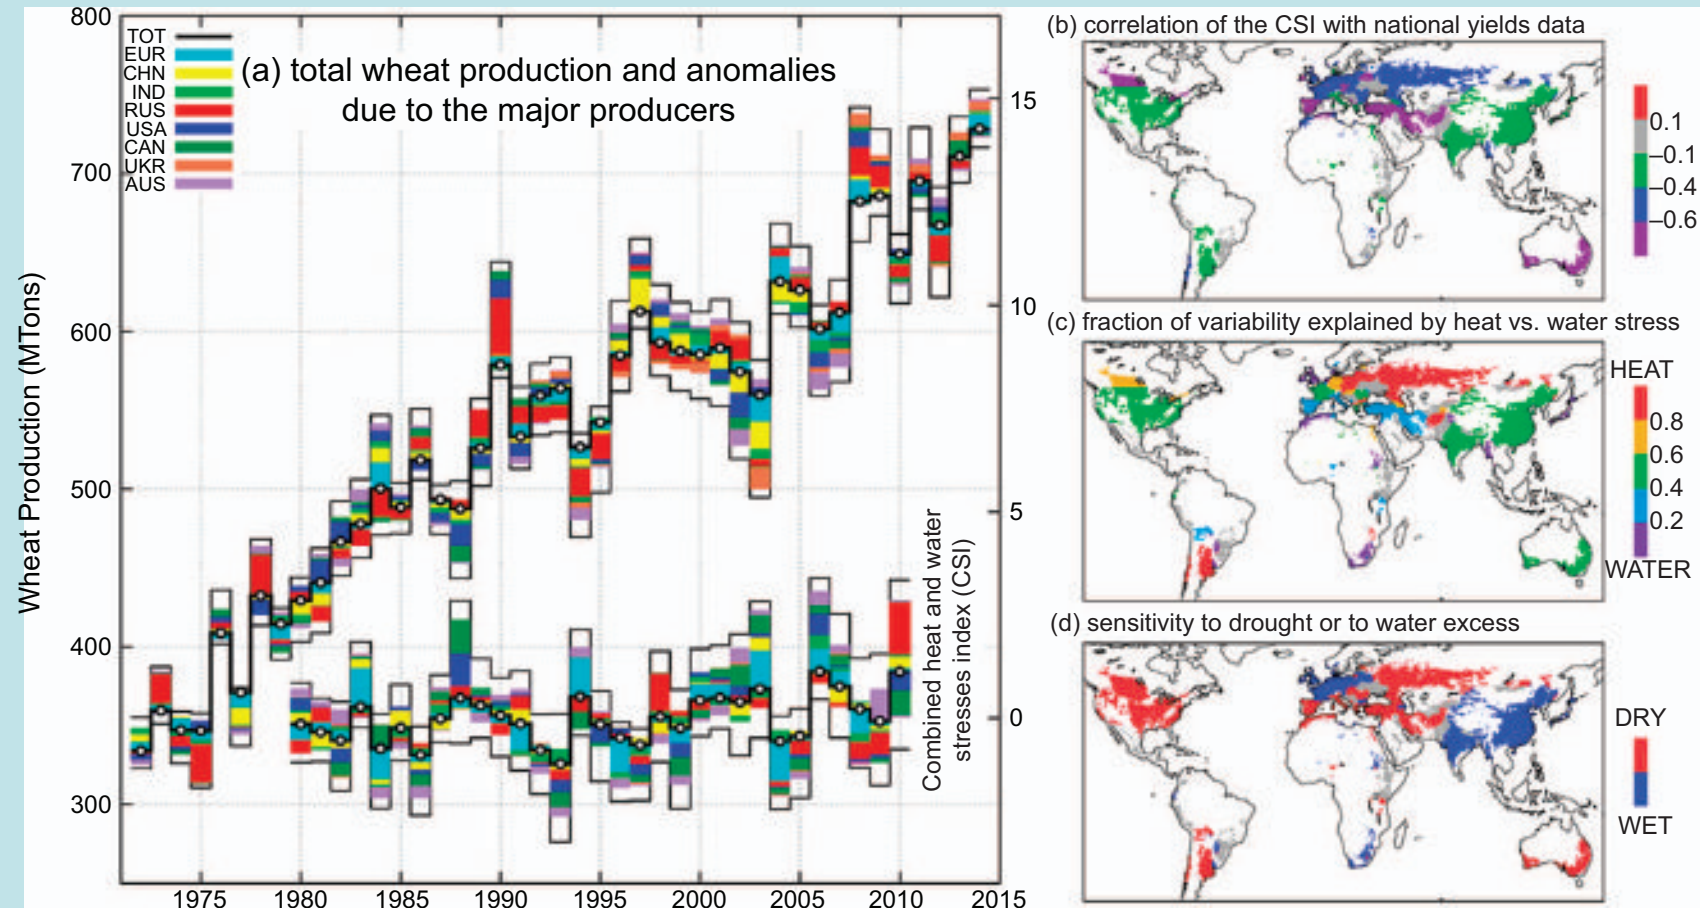 800
700
600
500
400
300
Wheat Production (MTons)
TOT
EUR
CHN
IND
RUS
USA
CAN
UKR
AUS
(a) total wheat production and anomalies
due to the major producers
15
10
5
0
Combined heat and water
stresses index (CSI)
1975 1980 1985 1990 1995 2000 2005 2010 2015
(b) correlation of the CSI with national yields data
0.1
–0.1
–0.4
–0.6
(c) fraction of variability explained by heat vs. water stress
HEAT
0.8
0.6
0.4
0.2
WATER
(d) sensitivity to drought or to water excess
DRY
WET